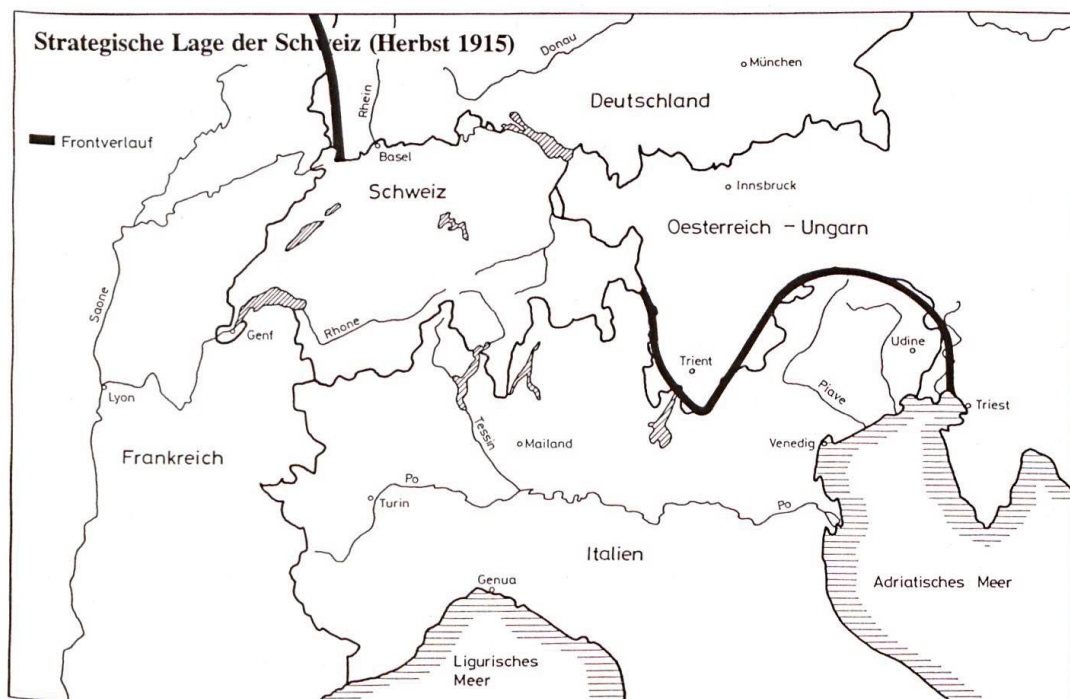 Strategische Lage der Schweiz (Herbst 1915)
Frontverlauf
Donau
München
Rhein
Deutschland
Basel
Innsbruck
Schweiz
Oesterreich - Ungarn
Saone
Genf
Rhone
Trient
Udine
Piave
Lyon
Triest
Tessin
Mailand
Venedig
Frankreich
Po
Turin
Po
Italien
Genua
Adriatisches Meer
Ligurisches
Meer